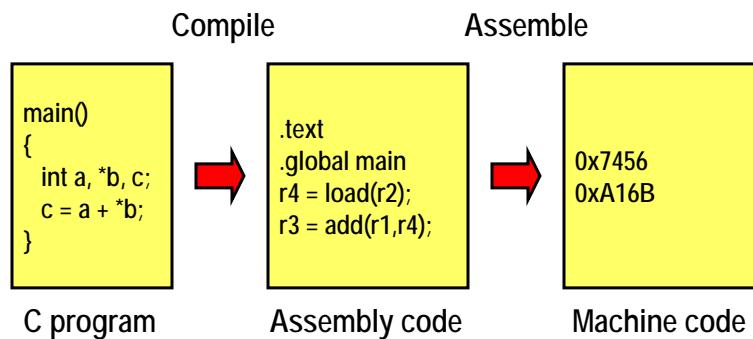 Compile
Assemble
main()
{
int a, *b, c;
c = a + *b;
}
.text
.global main
r4 = load(r2);
r3 = add(r1,r4);
0x7456
0xA16B
C program
Assembly code
Machine code